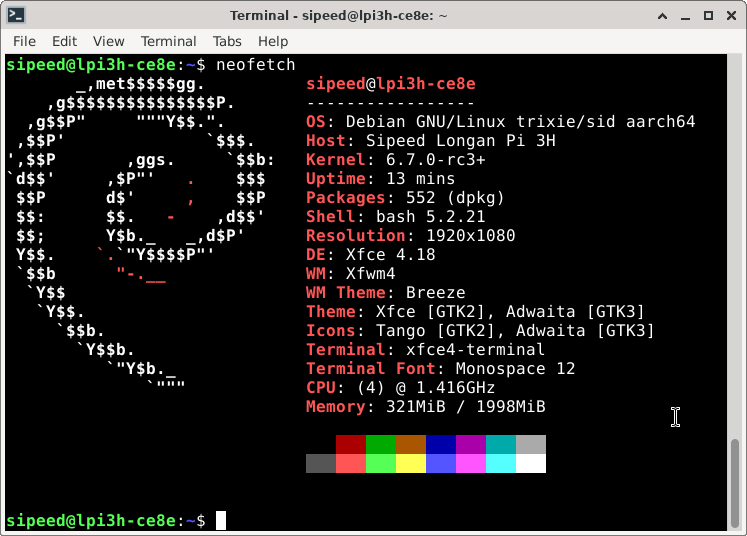 Terminal - sipeed@lpi3h-ce8e: ~
File Edit View Terminal Tabs Help
sipeed@lpi3h-ce8e:~$ neofetch
       _,met$$$$$gg.          sipeed@lpi3h-ce8e
    ,g$$$$$$$$$$$$$$$P.       -----------------
  ,g$$P"     """Y$$.".        OS: Debian GNU/Linux trixie/sid aarch64
 ,$$P'              `$$$.     Host: Sipeed Longan Pi 3H
',$$P       ,ggs.     `$$b:   Kernel: 6.7.0-rc3+
`d$$'     ,$P"'   .    $$$    Uptime: 13 mins
 $$P      d$'     ,    $$P    Packages: 552 (dpkg)
 $$:      $$.   -    ,d$$'    Shell: bash 5.2.21
 $$;      Y$b._   _,d$P'      Resolution: 1920x1080
 Y$$.    `.`"Y$$$$P"'         DE: Xfce 4.18
 `$$b      "-.__              WM: Xfwm4
  `Y$$                        WM Theme: Breeze
   `Y$$.                      Theme: Xfce [GTK2], Adwaita [GTK3]
     `$$b.                    Icons: Tango [GTK2], Adwaita [GTK3]
       `Y$$b.                 Terminal: xfce4-terminal
          `"Y$b._             Terminal Font: Monospace 12
              `"""            CPU: (4) @ 1.416GHz
                              Memory: 321MiB / 1998MiB
sipeed@lpi3h-ce8e:~$